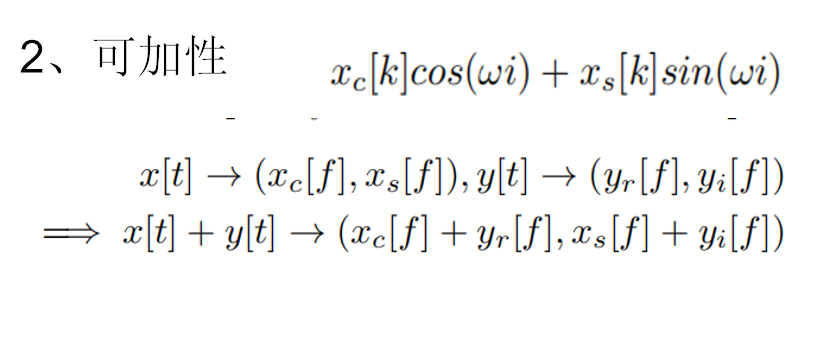 2、可加性
x_c[k]cos(ωi) + x_s[k]sin(ωi)
x[t] → (x_c[f], x_s[f]), y[t] → (y_r[f], y_i[f])
⟹ x[t] + y[t] → (x_c[f] + y_r[f], x_s[f] + y_i[f])